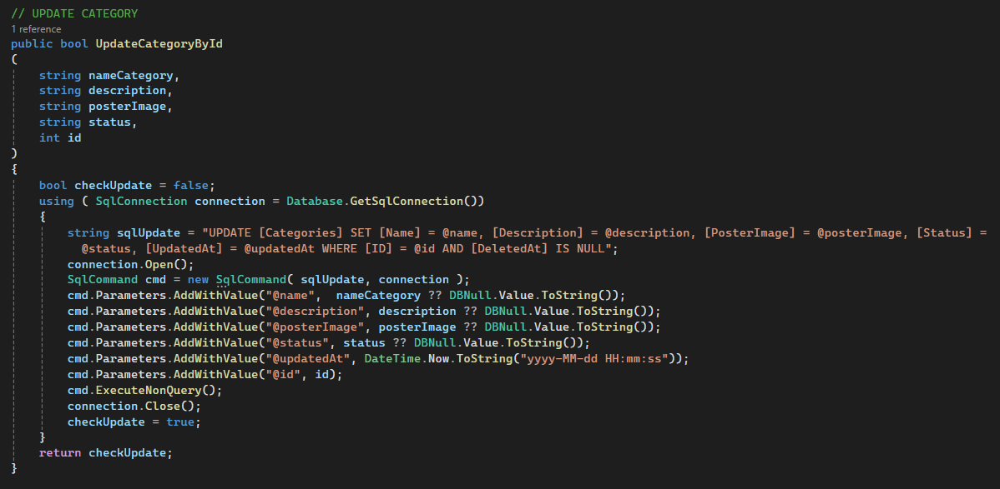 // UPDATE CATEGORY
1 reference
public bool UpdateCategoryById
(
string nameCategory,
string description,
string posterImage,
string status,
int id
)
{
bool checkUpdate = false;
using ( SqlConnection connection = Database.GetSqlConnection())
{
string sqlUpdate = "UPDATE [Categories] SET [Name] = @name, [Description] = @description, [PosterImage] = @posterImage, [Status] =
@status, [UpdatedAt] = @updatedAt WHERE [ID] = @id AND [DeletedAt] IS NULL";
connection.Open();
SqlCommand cmd = new SqlCommand( sqlUpdate, connection );
cmd.Parameters.AddWithValue("@name",  nameCategory ?? DBNull.Value.ToString());
cmd.Parameters.AddWithValue("@description", description ?? DBNull.Value.ToString());
cmd.Parameters.AddWithValue("@posterImage", posterImage ?? DBNull.Value.ToString());
cmd.Parameters.AddWithValue("@status", status ?? DBNull.Value.ToString());
cmd.Parameters.AddWithValue("@updatedAt", DateTime.Now.ToString("yyyy-MM-dd HH:mm:ss"));
cmd.Parameters.AddWithValue("@id", id);
cmd.ExecuteNonQuery();
connection.Close();
checkUpdate = true;
}
return checkUpdate;
}